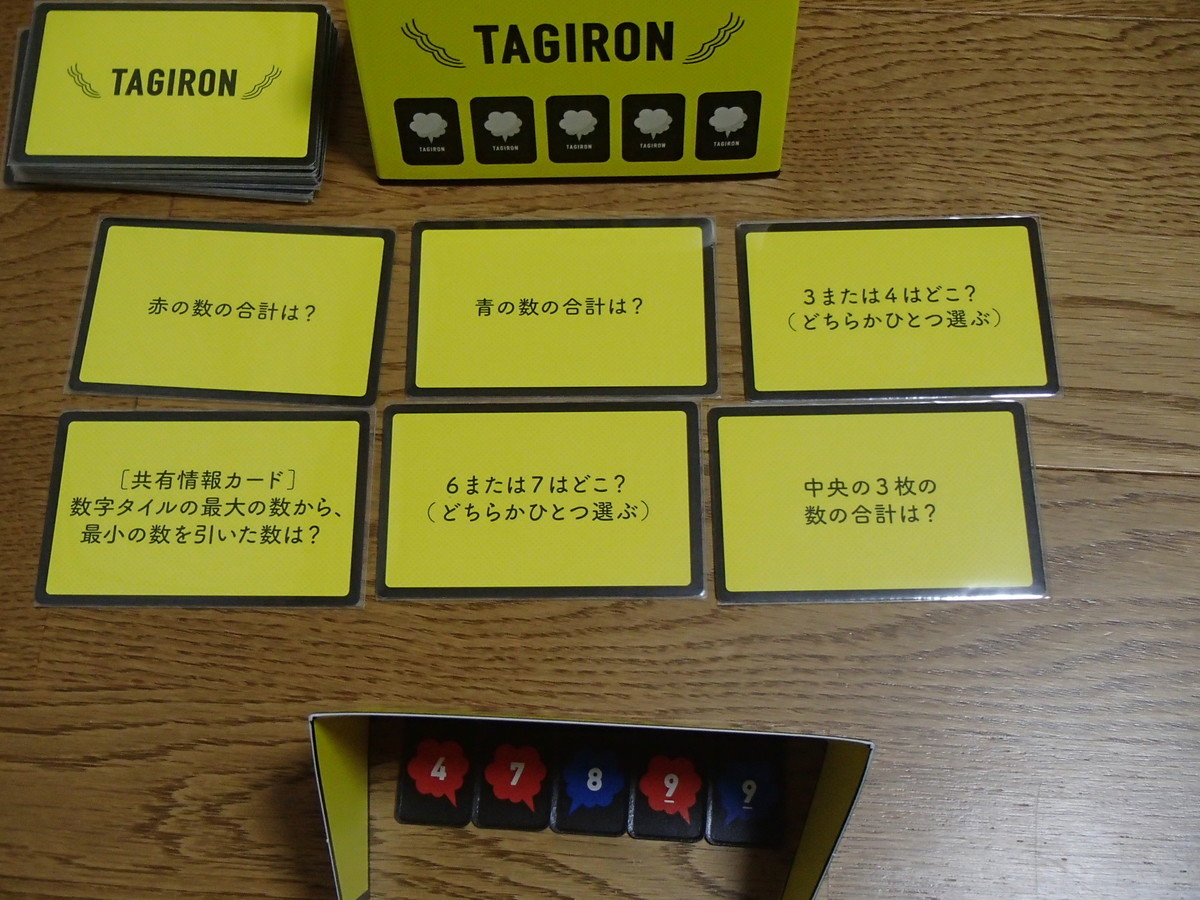 TAGIRON
TAGIRON
TAGIRON
TAGIRON
TAGIRON
TAGIRON
TAGIRON
赤の数の合計は？
青の数の合計は？
３または４はどこ？
（どちらかひとつ選ぶ）
［共有情報カード］
数字タイルの最大の数から、
最小の数を引いた数は？
６または７はどこ？
（どちらかひとつ選ぶ）
中央の３枚の
数の合計は？
4
7
8
9
9